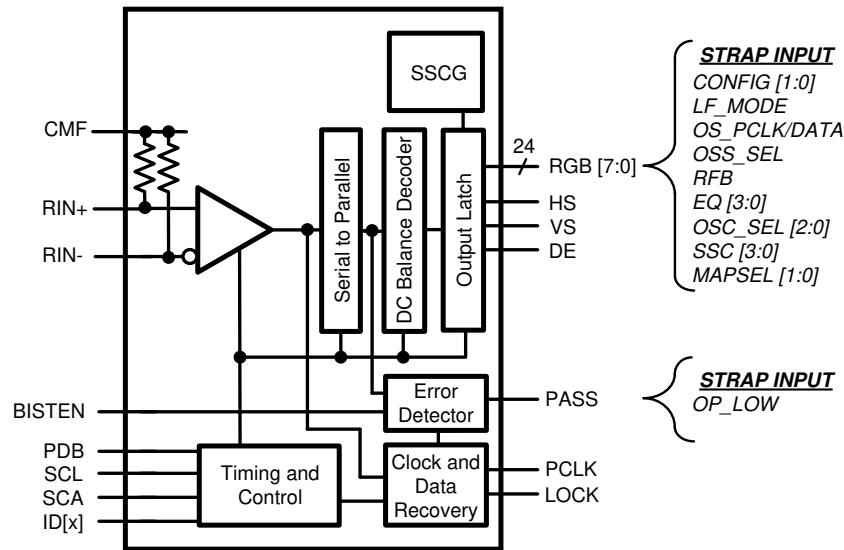 SSCG
STRAP INPUT
CONFIG [1:0]
LF_MODE
OS_PCLK/DATA
OSS_SEL
RFB
EQ [3:0]
OSC_SEL [2:0]
SSC [3:0]
MAPSEL [1:0]
CMF
RIN+
RIN-
Serial to Parallel
DC Balance Decoder
Output Latch
24
RGB [7:0]
HS
VS
DE
Error
Detector
BISTEN
PASS
STRAP INPUT
OP_LOW
PDB
SCL
SCA
ID[x]
Timing and
Control
Clock and
Data
Recovery
PCLK
LOCK